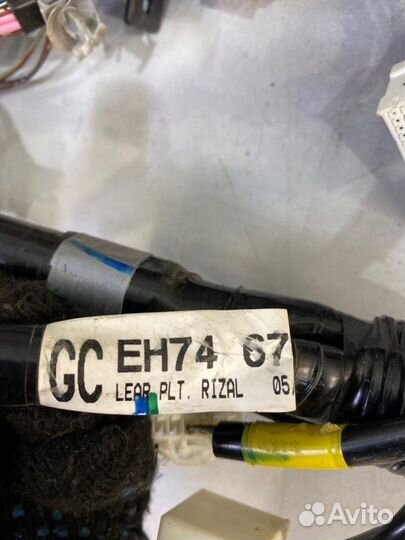 GC EH74 67
LEAR PLT. RIZAL 05.
Avito